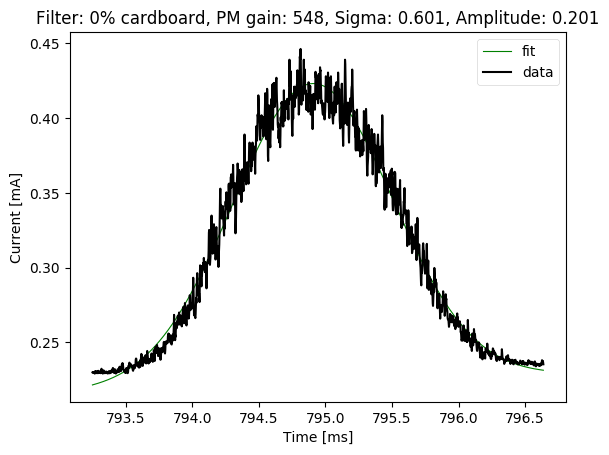 Filter: 0% cardboard, PM gain: 548, Sigma: 0.601, Amplitude: 0.201
0.45
fit
data
0.40
0.35
0.30
0.25
Current [mA]
793.5 794.0 794.5 795.0 795.5 796.0 796.5
Time [ms]